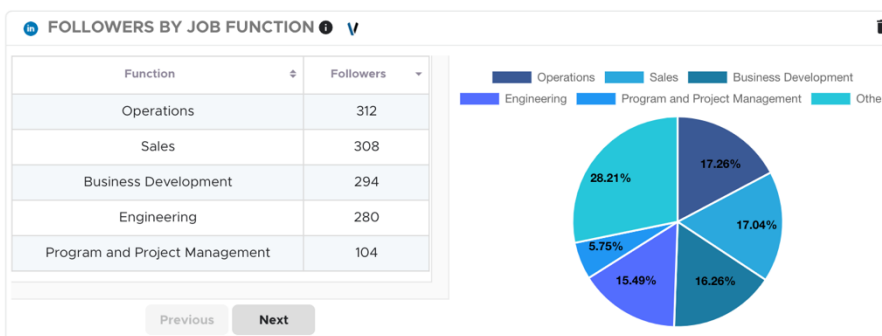 in FOLLOWERS BY JOB FUNCTION i V
Function Followers
Operations 312
Sales 308
Business Development 294
Engineering 280
Program and Project Management 104
Previous Next
Operations Sales Business Development
Engineering Program and Project Management Othe
17.26%
17.04%
16.26%
15.49%
5.75%
28.21%